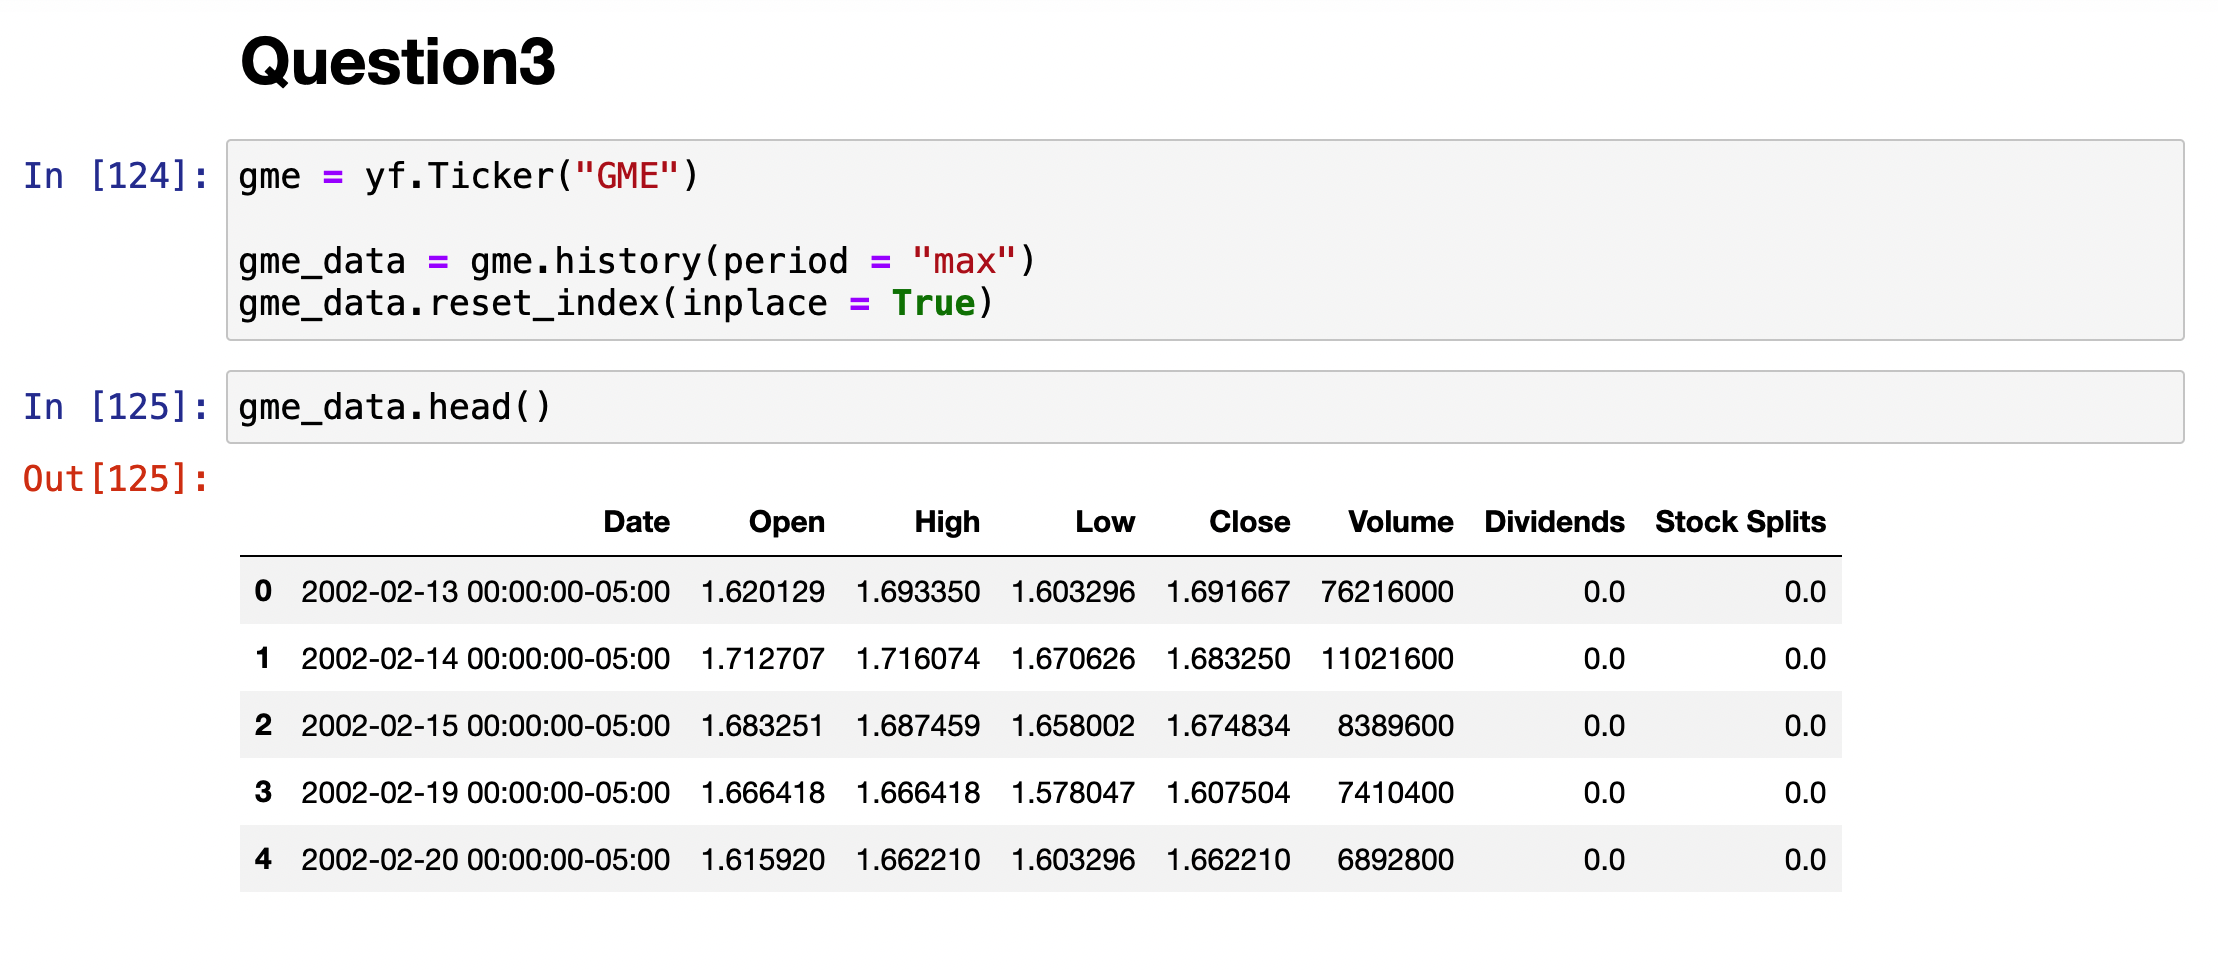 Question3
In [124]: gme = yf.Ticker("GME")
gme_data = gme.history(period = "max")
gme_data.reset_index(inplace = True)
In [125]: gme_data.head()
Out[125]:
Date Open High Low Close Volume Dividends Stock Splits
0 2002-02-13 00:00:00-05:00 1.620129 1.693350 1.603296 1.691667 76216000 0.0 0.0
1 2002-02-14 00:00:00-05:00 1.712707 1.716074 1.670626 1.683250 11021600 0.0 0.0
2 2002-02-15 00:00:00-05:00 1.683251 1.687459 1.658002 1.674834 8389600 0.0 0.0
3 2002-02-19 00:00:00-05:00 1.666418 1.666418 1.578047 1.607504 7410400 0.0 0.0
4 2002-02-20 00:00:00-05:00 1.615920 1.662210 1.603296 1.662210 6892800 0.0 0.0